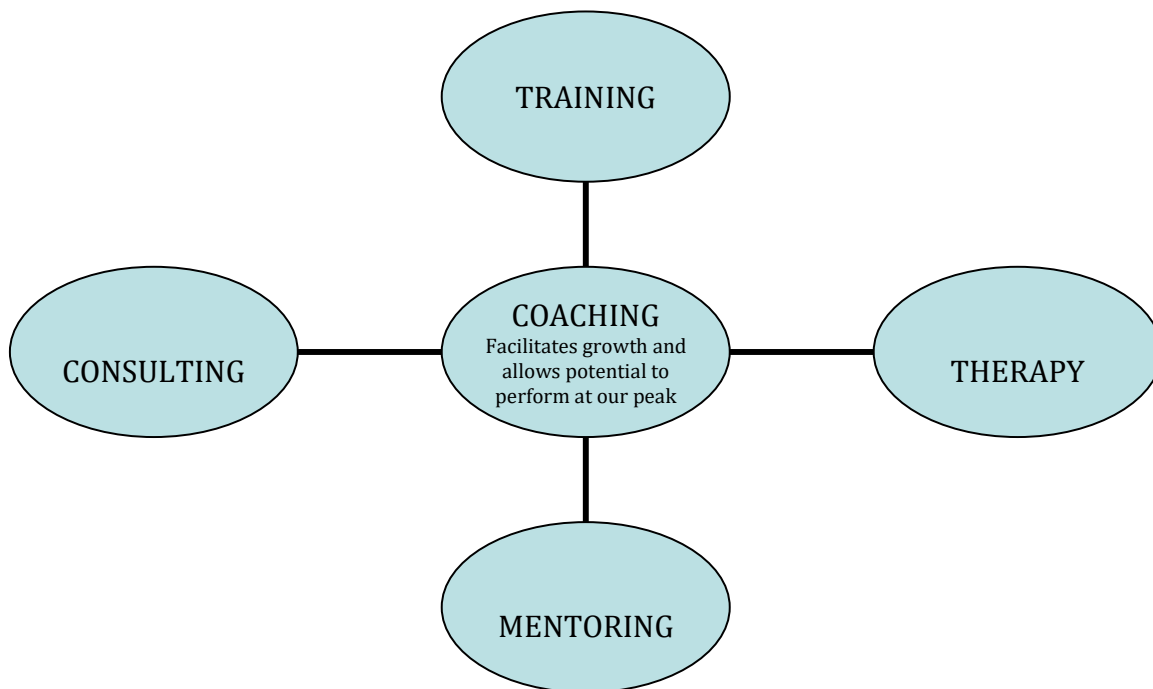 TRAINING
COACHING
Facilitates growth and
allows potential to
perform at our peak
CONSULTING
THERAPY
MENTORING